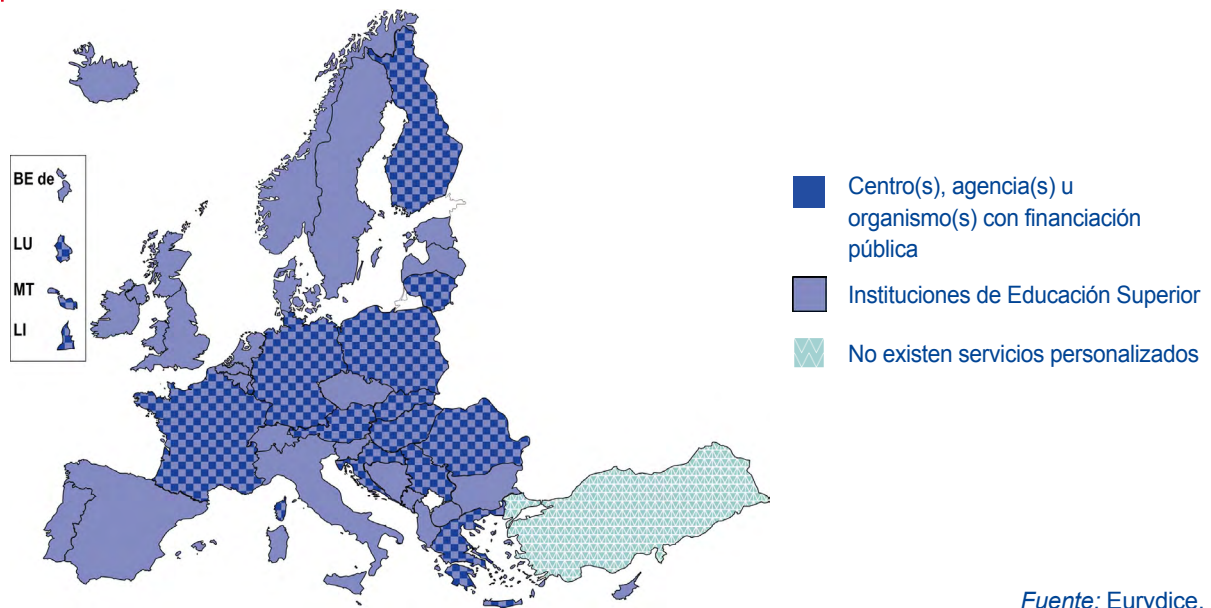 BE de
LU
MT
LI
Centro(s), agencia(s) u
organismo(s) con financiación
pública
Instituciones de Educación Superior
No existen servicios personalizados
Fuente: Eurydice.